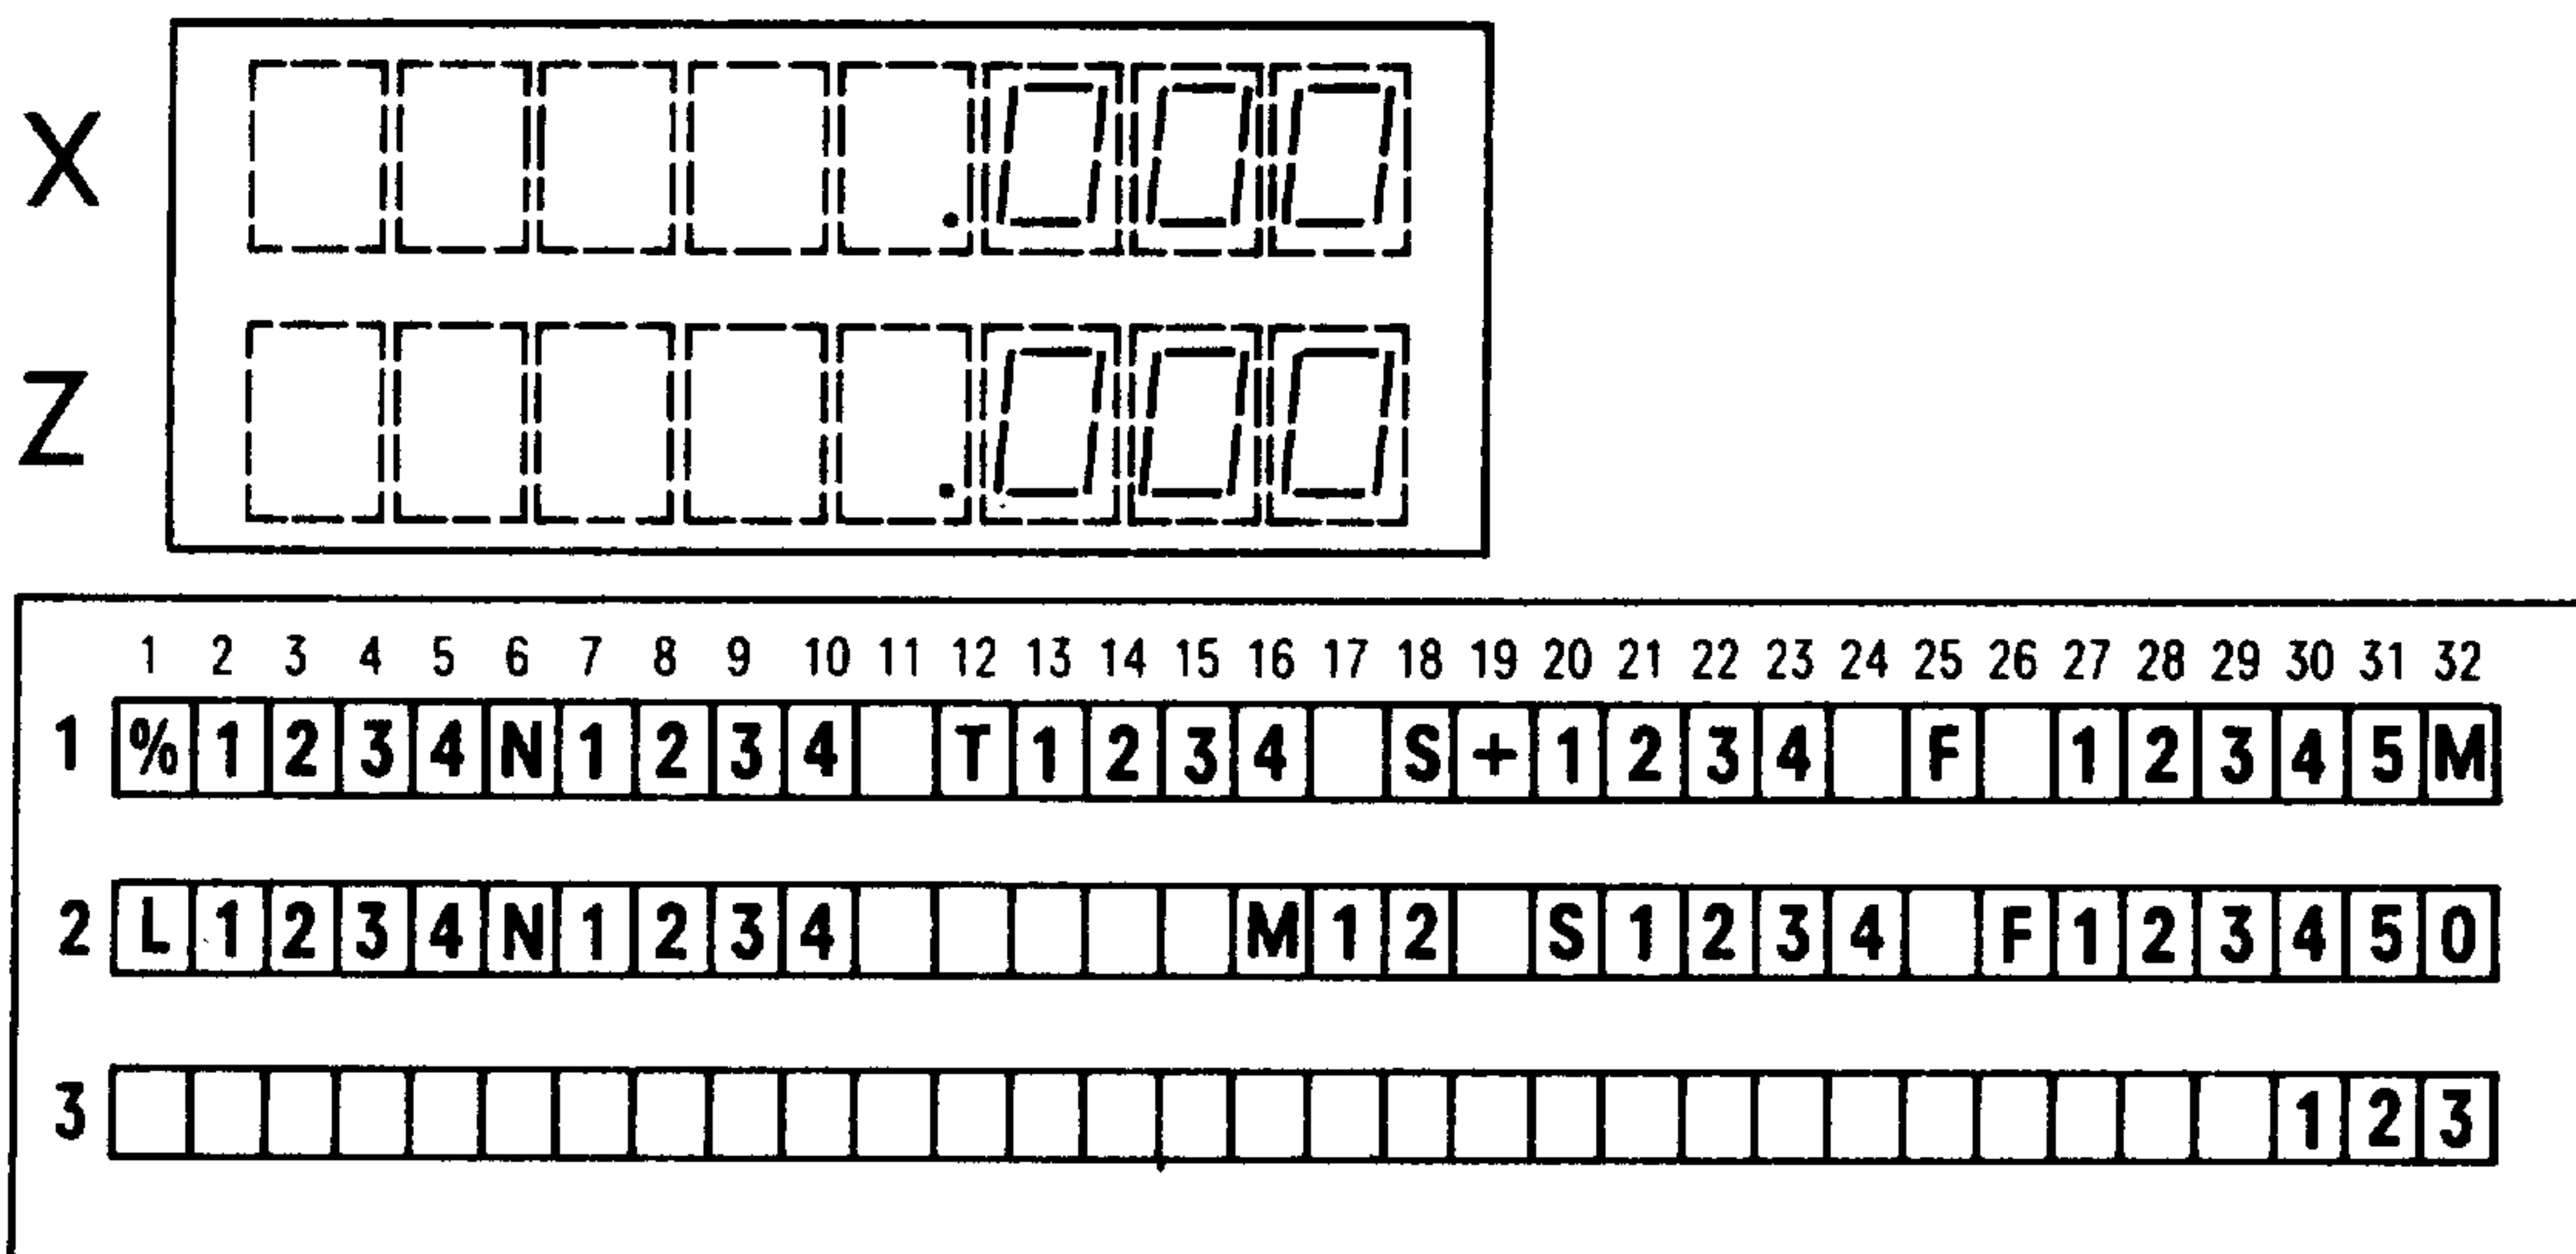 X .000
Z .000
1 2 3 4 5 6 7 8 9 10 11 12 13 14 15 16 17 18 19 20 21 22 23 24 25 26 27 28 29 30 31 32
1 %1234N1234 T1234 S+1234 F 12345M
2 L1234N1234 M12 S1234 F123450
3 123